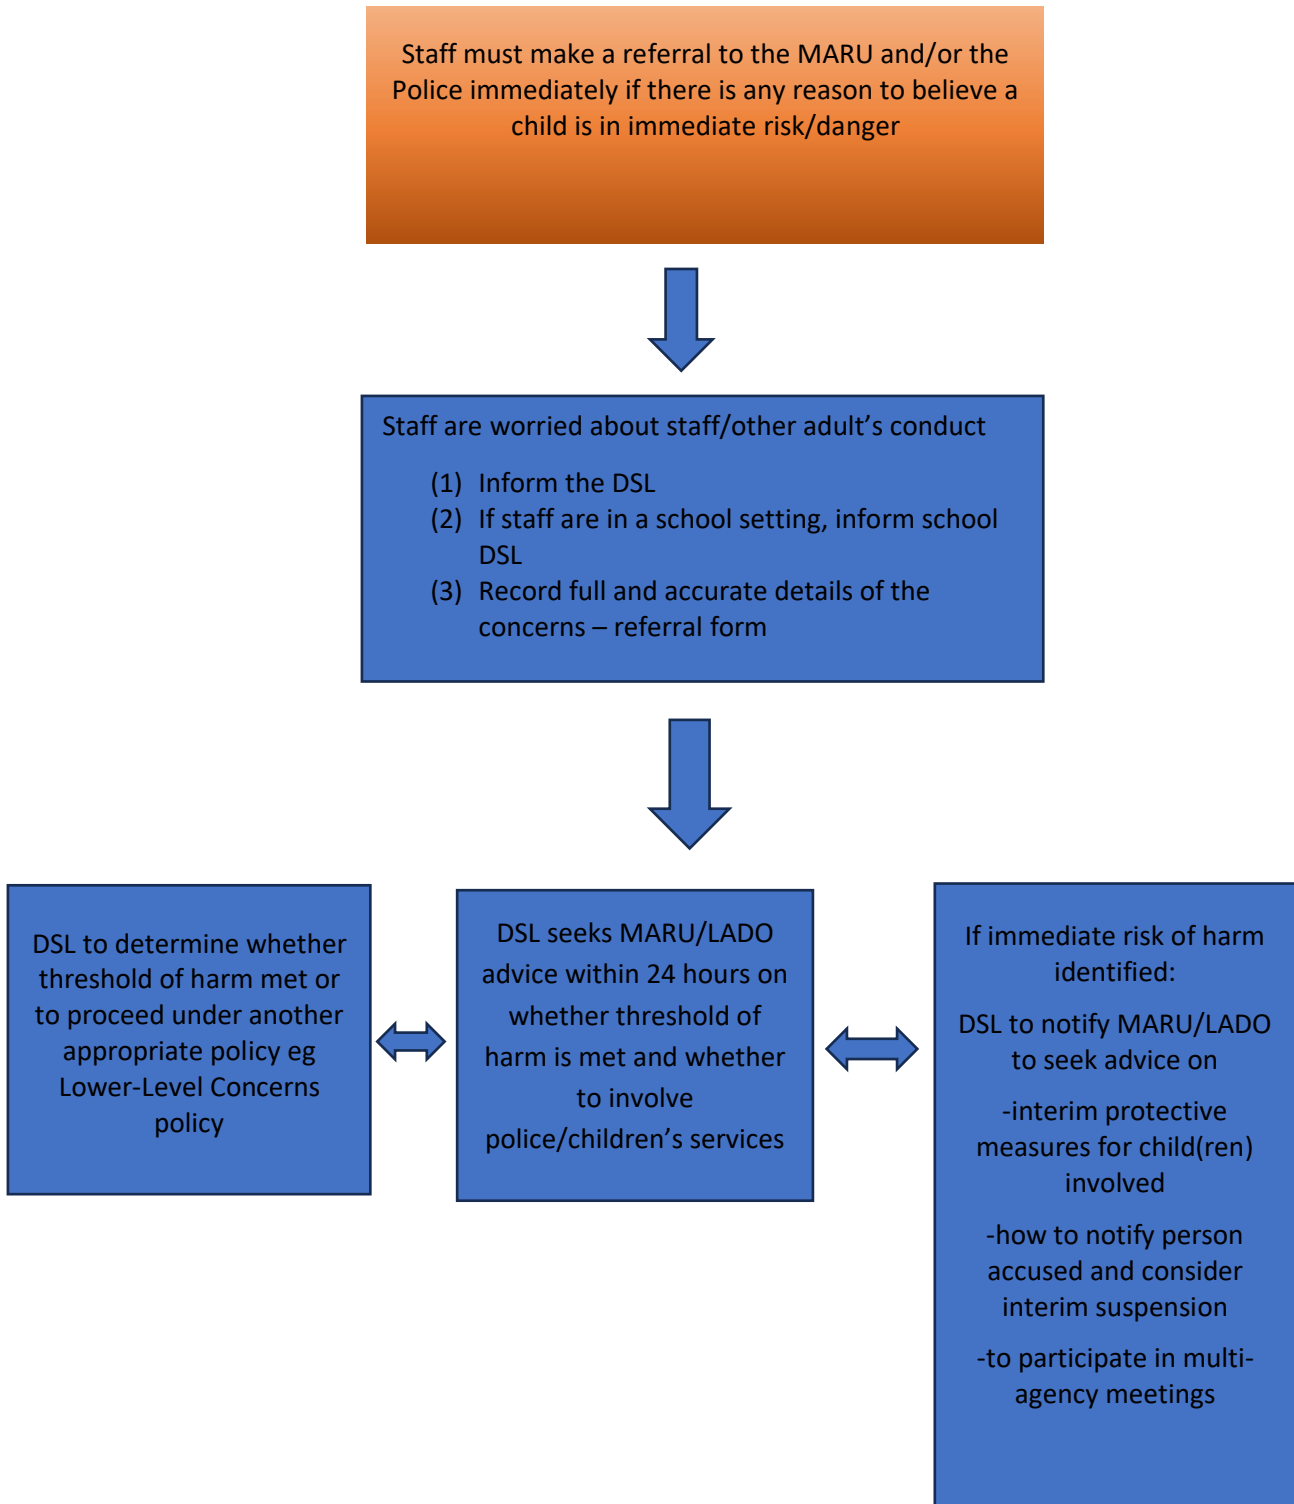 Staff must make a referral to the MARU and/or the
Police immediately if there is any reason to believe a
child is in immediate risk/danger
Staff are worried about staff/other adult’s conduct
(1) Inform the DSL
(2) If staff are in a school setting, inform school
DSL
(3) Record full and accurate details of the
concerns – referral form
DSL to determine whether
threshold of harm met or
to proceed under another
appropriate policy eg
Lower-Level Concerns
policy
DSL seeks MARU/LADO
advice within 24 hours on
whether threshold of
harm is met and whether
to involve
police/children’s services
If immediate risk of harm
identified:
DSL to notify MARU/LADO
to seek advice on
-interim protective
measures for child(ren)
involved
-how to notify person
accused and consider
interim suspension
-to participate in multi-
agency meetings